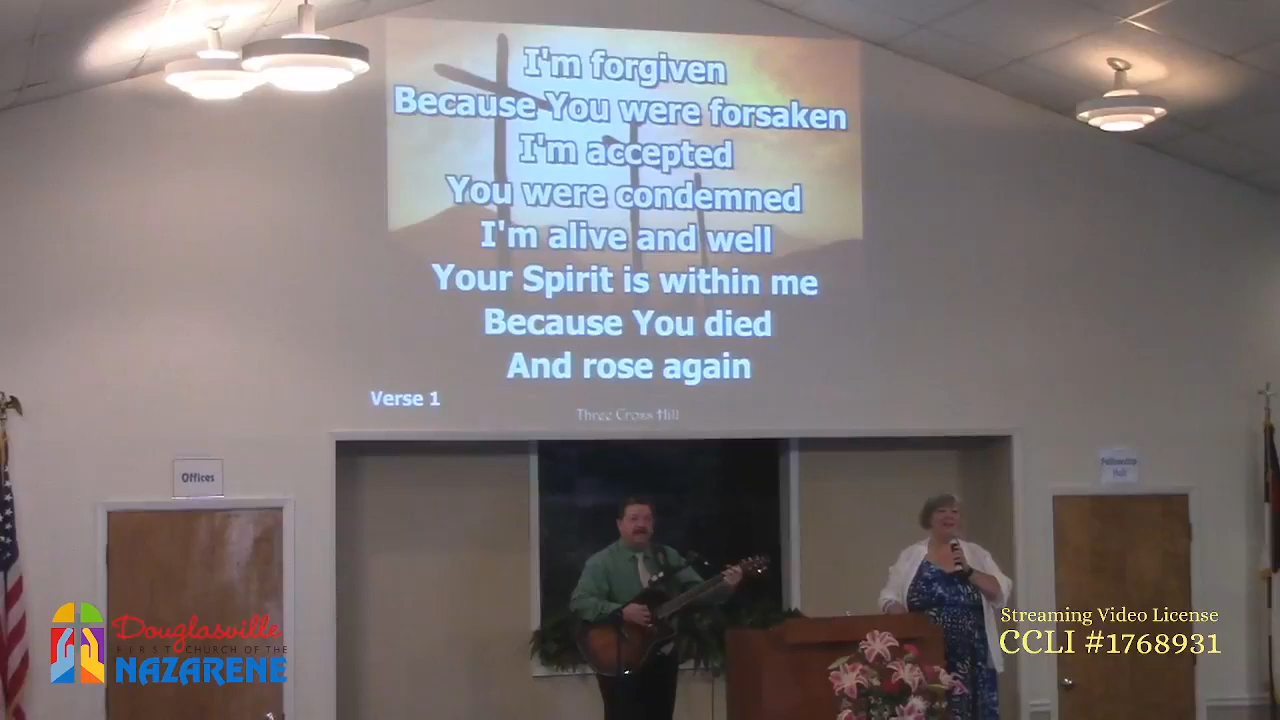 I'm forgiven
Because You were forsaken
I'm accepted
You were condemned
I'm alive and well
Your Spirit is within me
Because You died
And rose again
Verse 1
Three Cross Hill
Offices
Fellowship
Hall
Douglasville
FIRST CHURCH OF THE
NAZARENE
Streaming Video License
CCLI #1768931